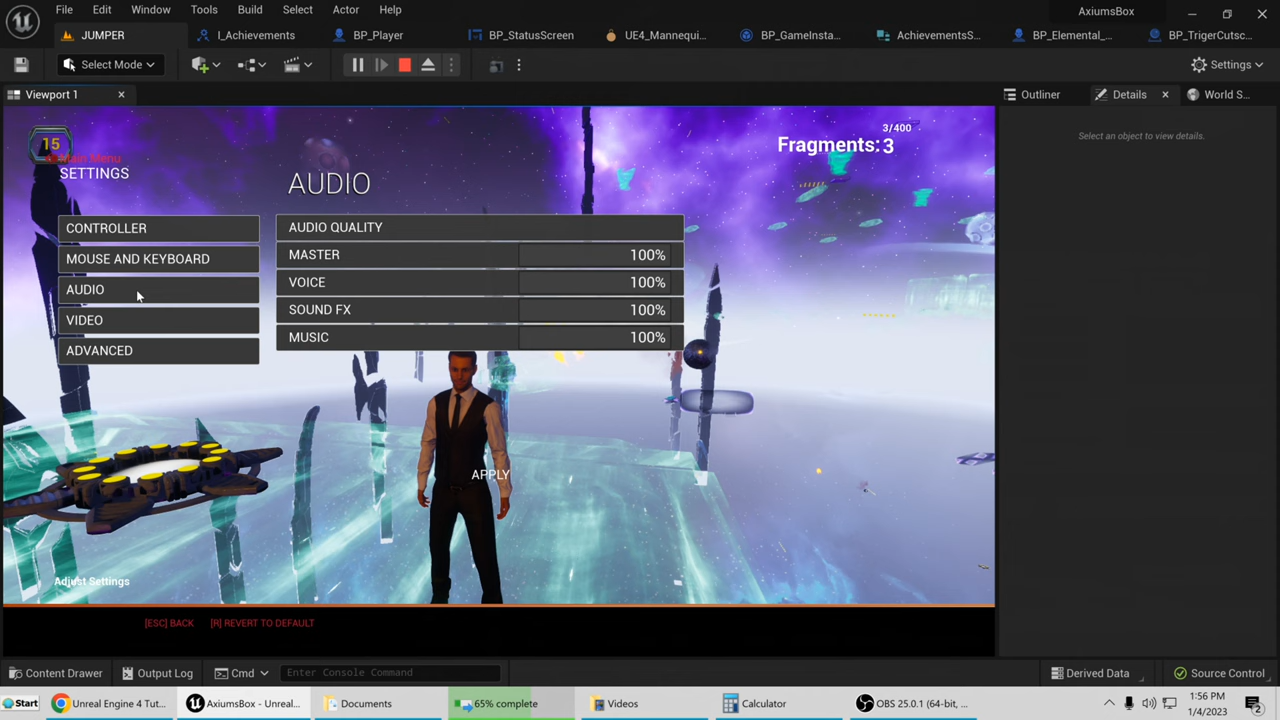 File Edit Window Tools Build Select Actor Help AxiumsBox
JUMPER I_Achievements BP_Player BP_StatusScreen UE4_Mannequi... BP_GameInsta... AchievementsS... BP_Elemental_... BP_TrigerCutsc...
Select Mode Settings
Viewport 1 Outliner Details World S...
Select an object to view details.
3/400
15 Fragments: 3
Main Menu
SETTINGS
AUDIO
CONTROLLER
MOUSE AND KEYBOARD
AUDIO
VIDEO
ADVANCED
AUDIO QUALITY
MASTER 100%
VOICE 100%
SOUND FX 100%
MUSIC 100%
APPLY
Adjust Settings
[ESC] BACK [R] REVERT TO DEFAULT
Content Drawer Output Log Cmd Enter Console Command Derived Data Source Control
Start Unreal Engine 4 Tut... AxiumsBox - Unreal... Documents 65% complete Videos Calculator OBS 25.0.1 (64-bit, ...
1:56 PM
1/4/2023
2